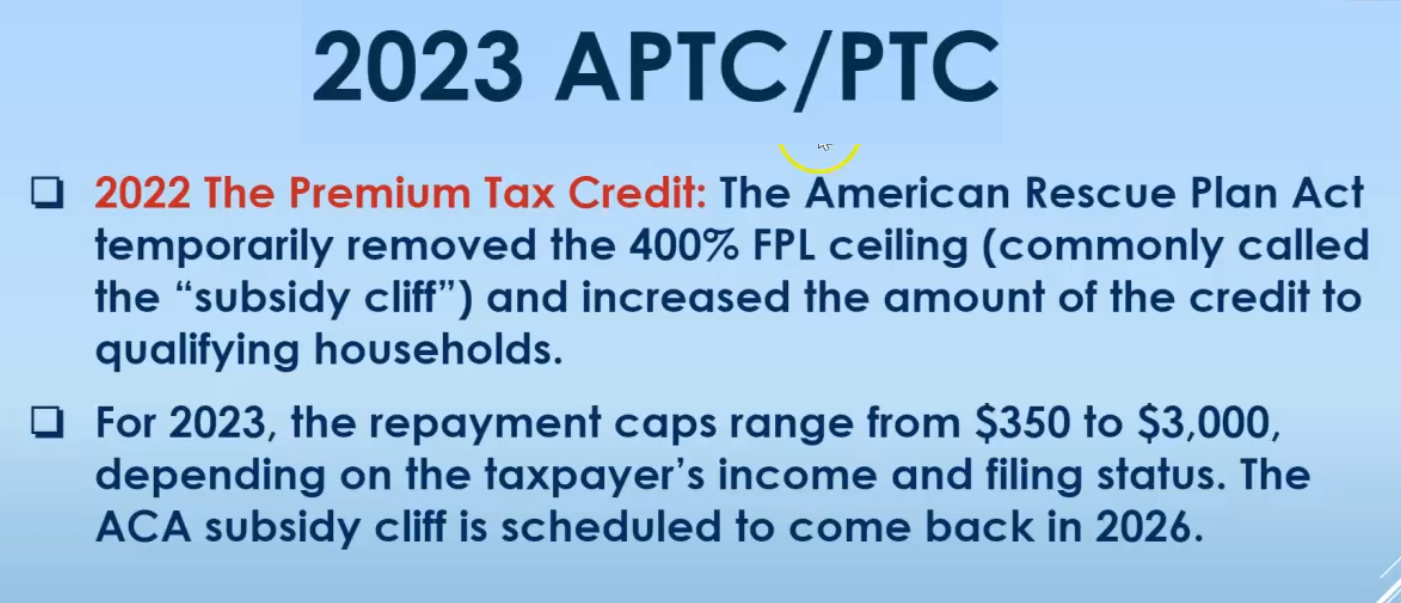 2023 APTC/PTC
❑ 2022 The Premium Tax Credit: The American Rescue Plan Act
temporarily removed the 400% FPL ceiling (commonly called
the “subsidy cliff”) and increased the amount of the credit to
qualifying households.
❑ For 2023, the repayment caps range from $350 to $3,000,
depending on the taxpayer’s income and filing status. The
ACA subsidy cliff is scheduled to come back in 2026.